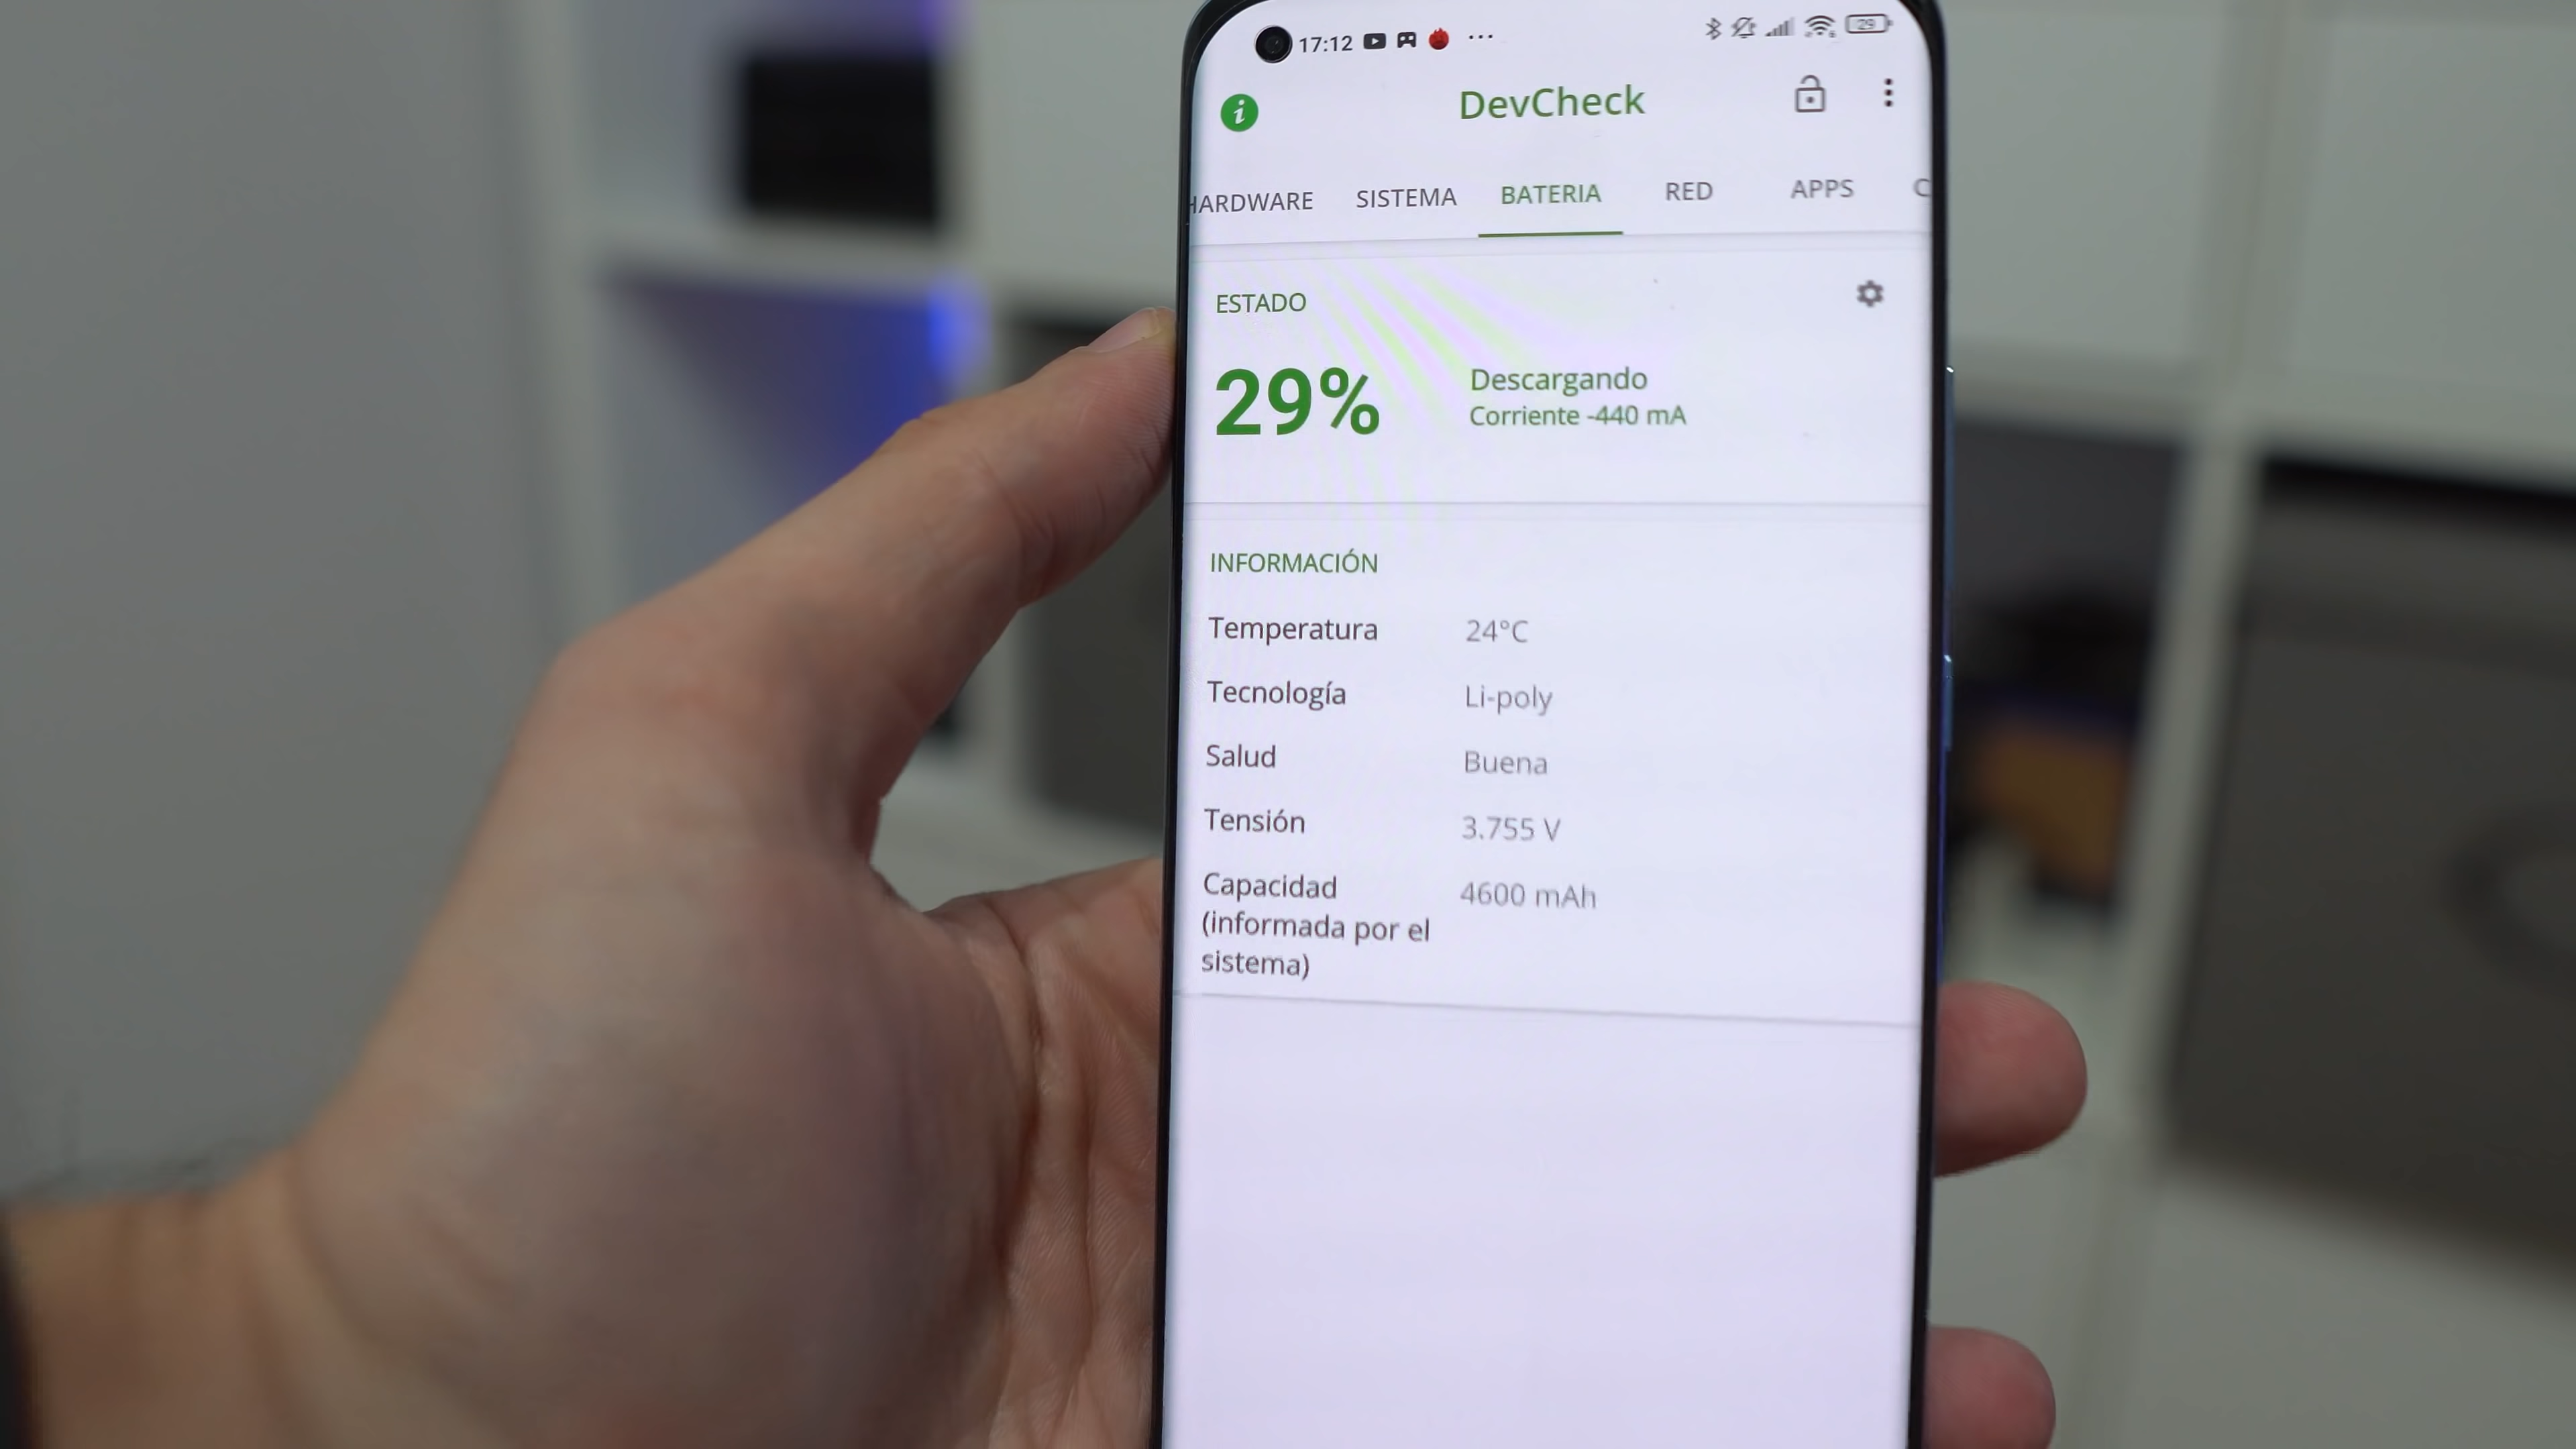 17:12 ... 29
DevCheck
HARDWARE SISTEMA BATERIA RED APPS C
ESTADO
29%
Descargando
Corriente -440 mA
INFORMACIÓN
Temperatura 24°C
Tecnología Li-poly
Salud Buena
Tensión 3.755 V
Capacidad 4600 mAh
(informada por el
sistema)